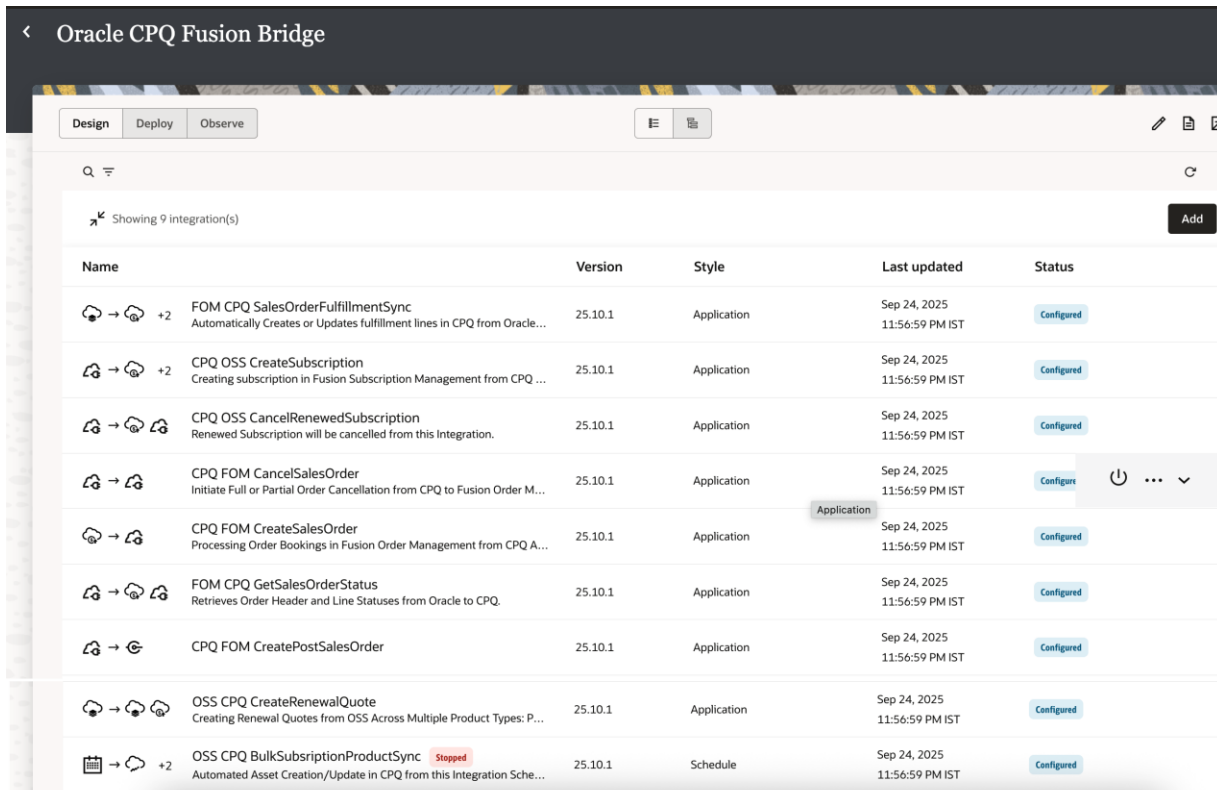 Oracle CPQ Fusion Bridge
Design Deploy Observe
Showing 9 integration(s)
Add
Name Version Style Last updated Status
+2 FOM CPQ SalesOrderFulfillmentSync
Automatically Creates or Updates fulfillment lines in CPQ from Oracle...
25.10.1 Application Sep 24, 2025
11:56:59 PM IST
Configured
+2 CPQ OSS CreateSubscription
Creating subscription in Fusion Subscription Management from CPQ ...
25.10.1 Application Sep 24, 2025
11:56:59 PM IST
Configured
CPQ OSS CancelRenewedSubscription
Renewed Subscription will be cancelled from this Integration.
25.10.1 Application Sep 24, 2025
11:56:59 PM IST
Configured
CPQ FOM CancelSalesOrder
Initiate Full or Partial Order Cancellation from CPQ to Fusion Order M...
25.10.1 Application Sep 24, 2025
11:56:59 PM IST
Configure
Application
CPQ FOM CreateSalesOrder
Processing Order Bookings in Fusion Order Management from CPQ A...
25.10.1 Application Sep 24, 2025
11:56:59 PM IST
Configured
FOM CPQ GetSalesOrderStatus
Retrieves Order Header and Line Statuses from Oracle to CPQ.
25.10.1 Application Sep 24, 2025
11:56:59 PM IST
Configured
CPQ FOM CreatePostSalesOrder
25.10.1 Application Sep 24, 2025
11:56:59 PM IST
Configured
OSS CPQ CreateRenewalQuote
Creating Renewal Quotes from OSS Across Multiple Product Types: P...
25.10.1 Application Sep 24, 2025
11:56:59 PM IST
Configured
+2 OSS CPQ BulkSubsriptionProductSync Stopped
Automated Asset Creation/Update in CPQ from this Integration Sche...
25.10.1 Schedule Sep 24, 2025
11:56:59 PM IST
Configured